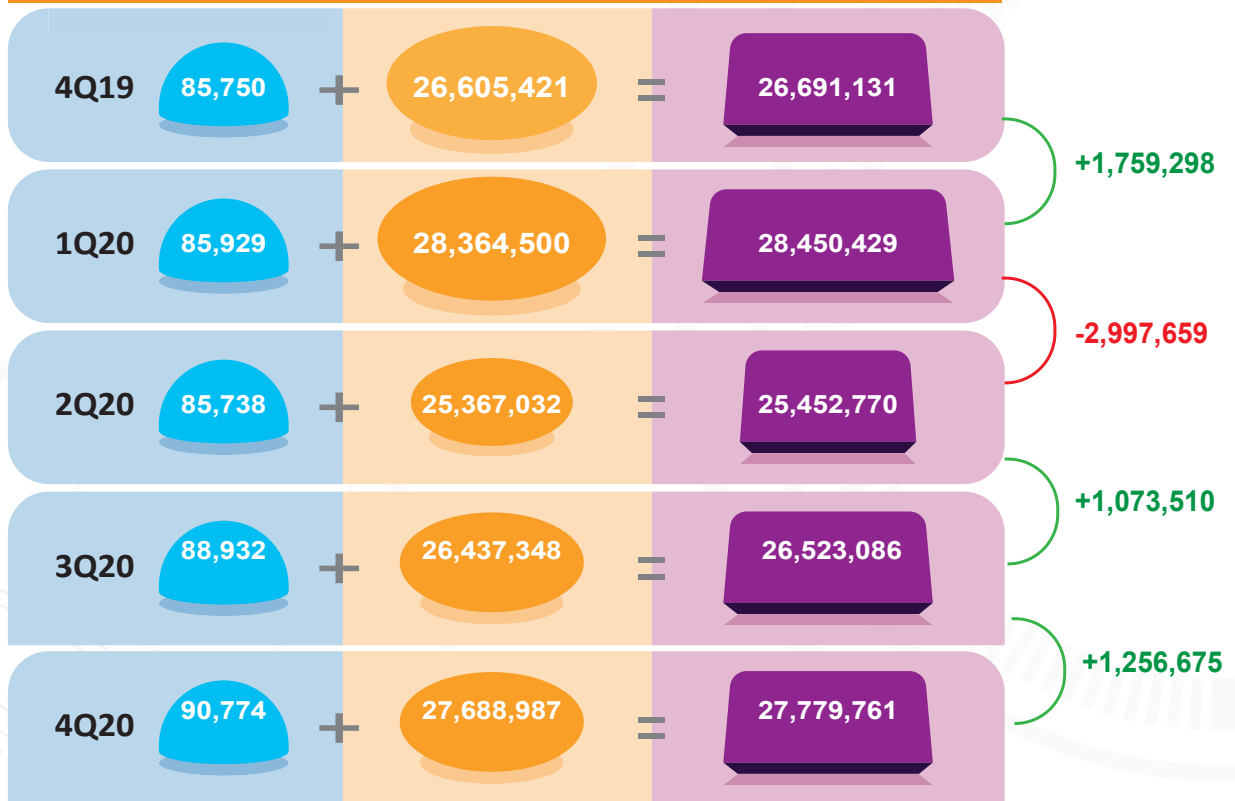 4Q19 85,750 + 26,605,421 = 26,691,131
+1,759,298
1Q20 85,929 + 28,364,500 = 28,450,429
-2,997,659
2Q20 85,738 + 25,367,032 = 25,452,770
+1,073,510
3Q20 88,932 + 26,437,348 = 26,523,086
+1,256,675
4Q20 90,774 + 27,688,987 = 27,779,761